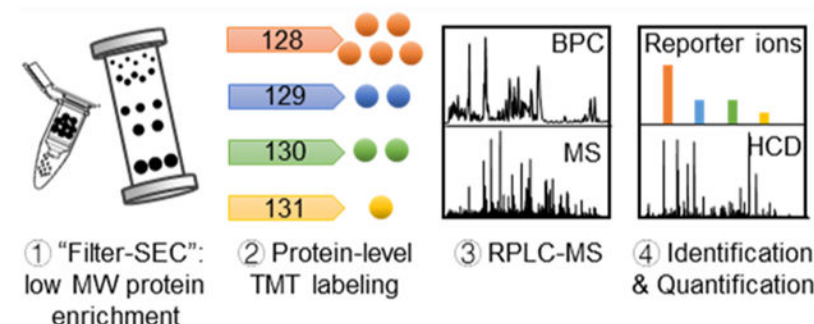 128
129
130
131
BPC
MS
Reporter ions
HCD
① “Filter-SEC”:
low MW protein
enrichment
② Protein-level
TMT labeling
③ RPLC-MS
④ Identification
& Quantification